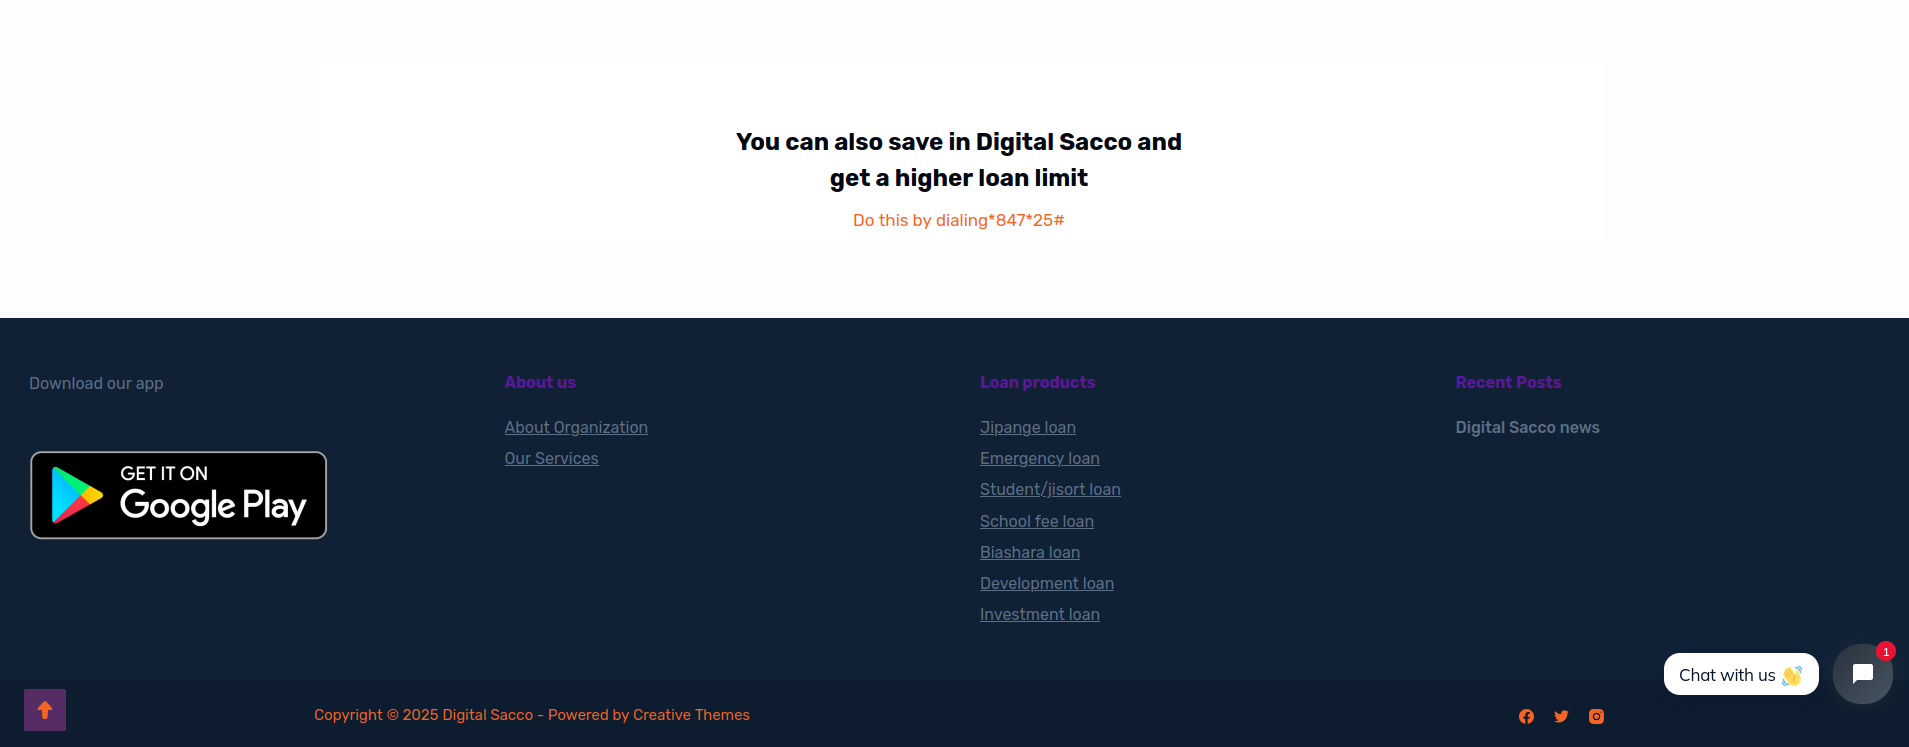 You can also save in Digital Sacco and
get a higher loan limit
Do this by dialing*847*25#
Download our app
GET IT ON
Google Play
About us
About Organization
Our Services
Loan products
Jipange loan
Emergency loan
Student/jisort loan
School fee loan
Biashara loan
Development loan
Investment loan
Recent Posts
Digital Sacco news
Chat with us 👋
1
Copyright © 2025 Digital Sacco - Powered by Creative Themes